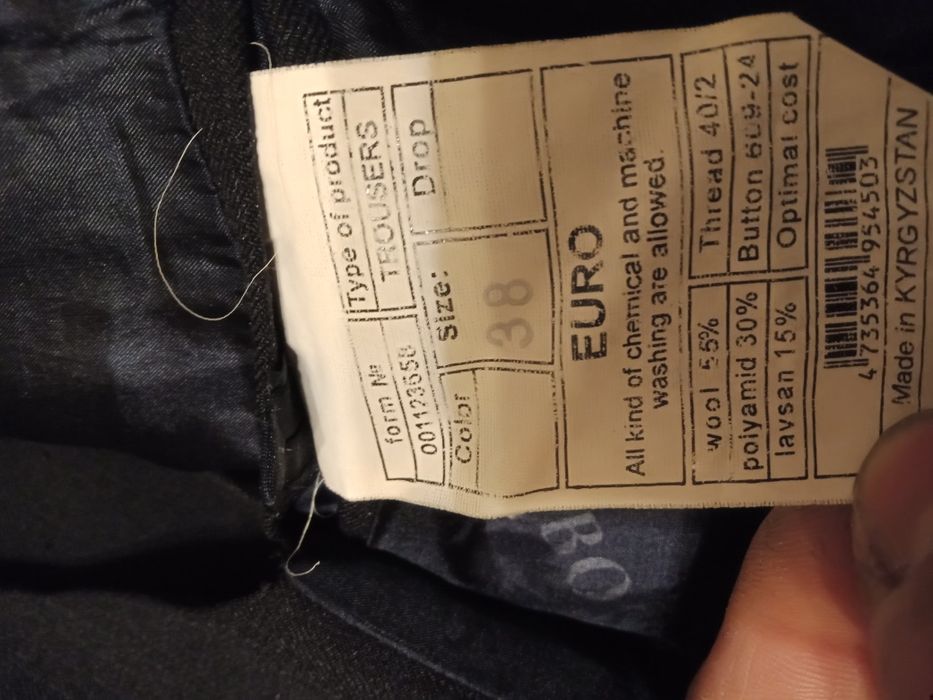 Type of product
TROUSERS
form №
Drop
size:
38
Color
EURO
All kind of chemical and machine
washing are allowed.
wool 55%
polyamid 30%
lavsan 15%
Thread 40/2
Button 609-24
Optimal cost
4 735364 954503
Made in KYRGYZSTAN